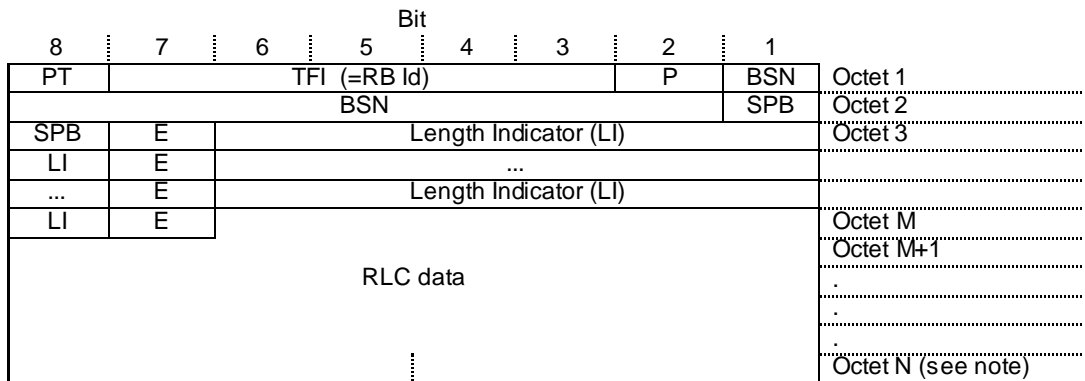 Bit
8 7 6 5 4 3 2 1
PT TFI (=RB Id) P BSN Octet 1
BSN SPB Octet 2
SPB E Length Indicator (LI) Octet 3
LI E ...
... E Length Indicator (LI)
LI E Octet M
Octet M+1
RLC data
.
.
.
Octet N (see note)